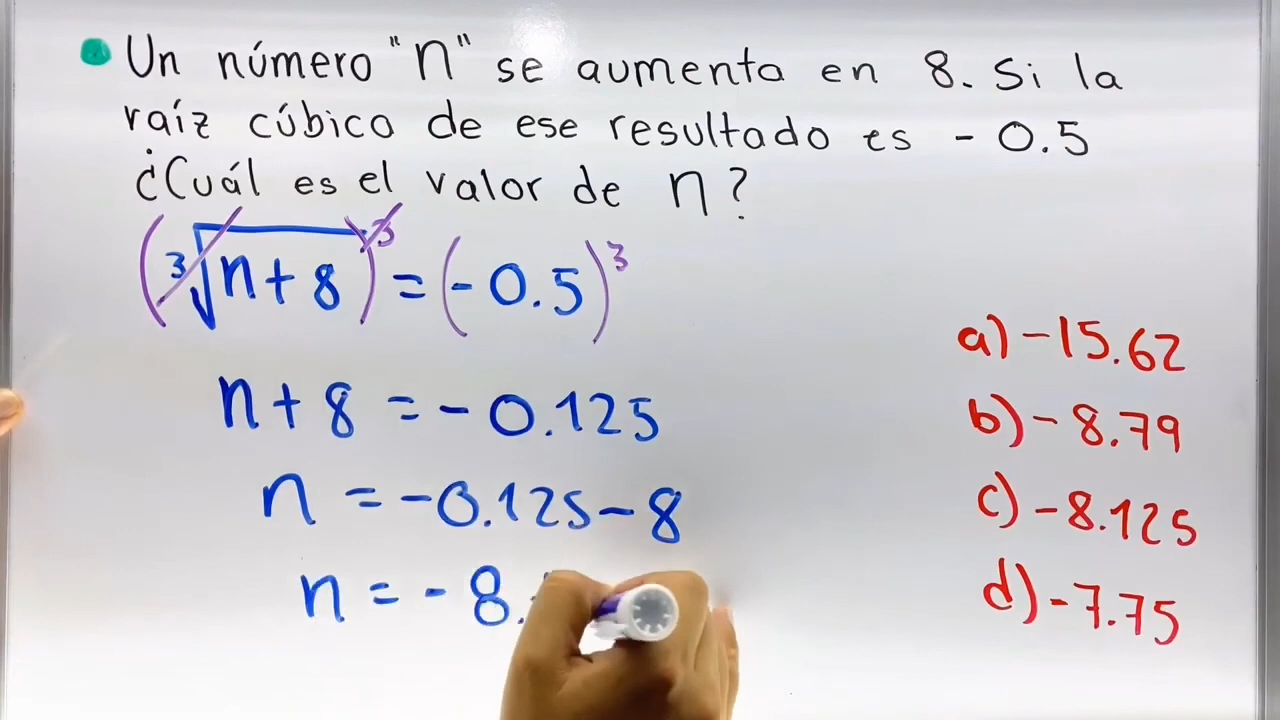 Un número "n" se aumenta en 8. Si la
raíz cúbica de ese resultado es - 0.5
¿Cuál es el valor de n?
(∛n+8)³ = (-0.5)³
n + 8 = - 0.125
n = -0.125 - 8
n = - 8.
a) -15.62
b) - 8.79
c) -8.125
d) -7.75